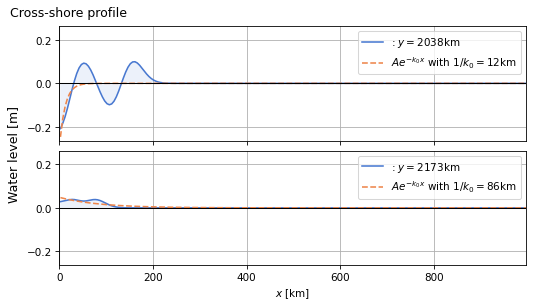 Cross-shore profile
Water level [m]
0.2
0.0
−0.2
: y = 2038km
Ae^{−k₀x} with 1/k₀ = 12km
0.2
0.0
−0.2
: y = 2173km
Ae^{−k₀x} with 1/k₀ = 86km
0
200
400
600
800
x [km]